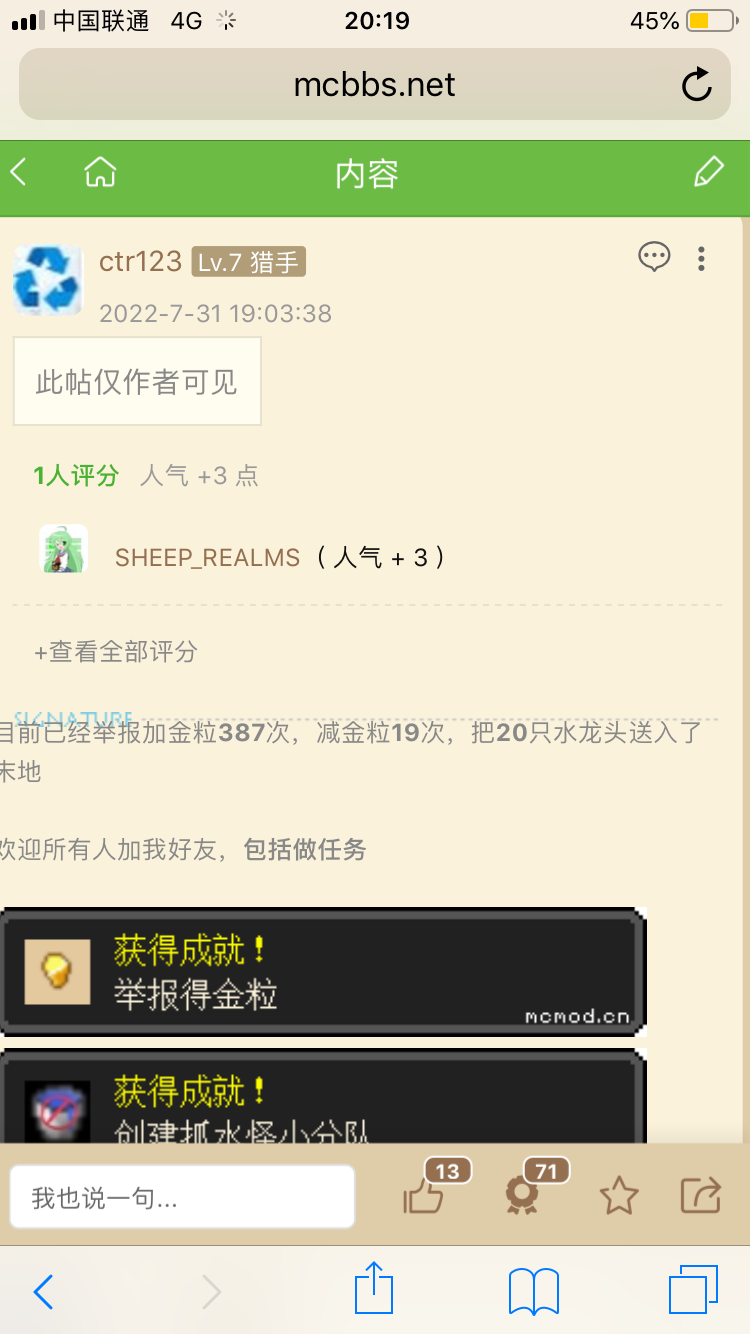 中国联通 4G 20:19 45%
mcbbs.net
内容
ctr123 Lv.7 猎手
2022-7-31 19:03:38
此帖仅作者可见
1人评分 人气 +3 点
SHEEP_REALMS ( 人气 + 3 )
+查看全部评分
SIGNATURE
目前已经举报加金粒387次，减金粒19次，把20只水龙头送入了
末地
欢迎所有人加我好友，包括做任务
获得成就！
举报得金粒
mcmod.cn
获得成就！
创建抓水怪小分队
我也说一句... 13 71